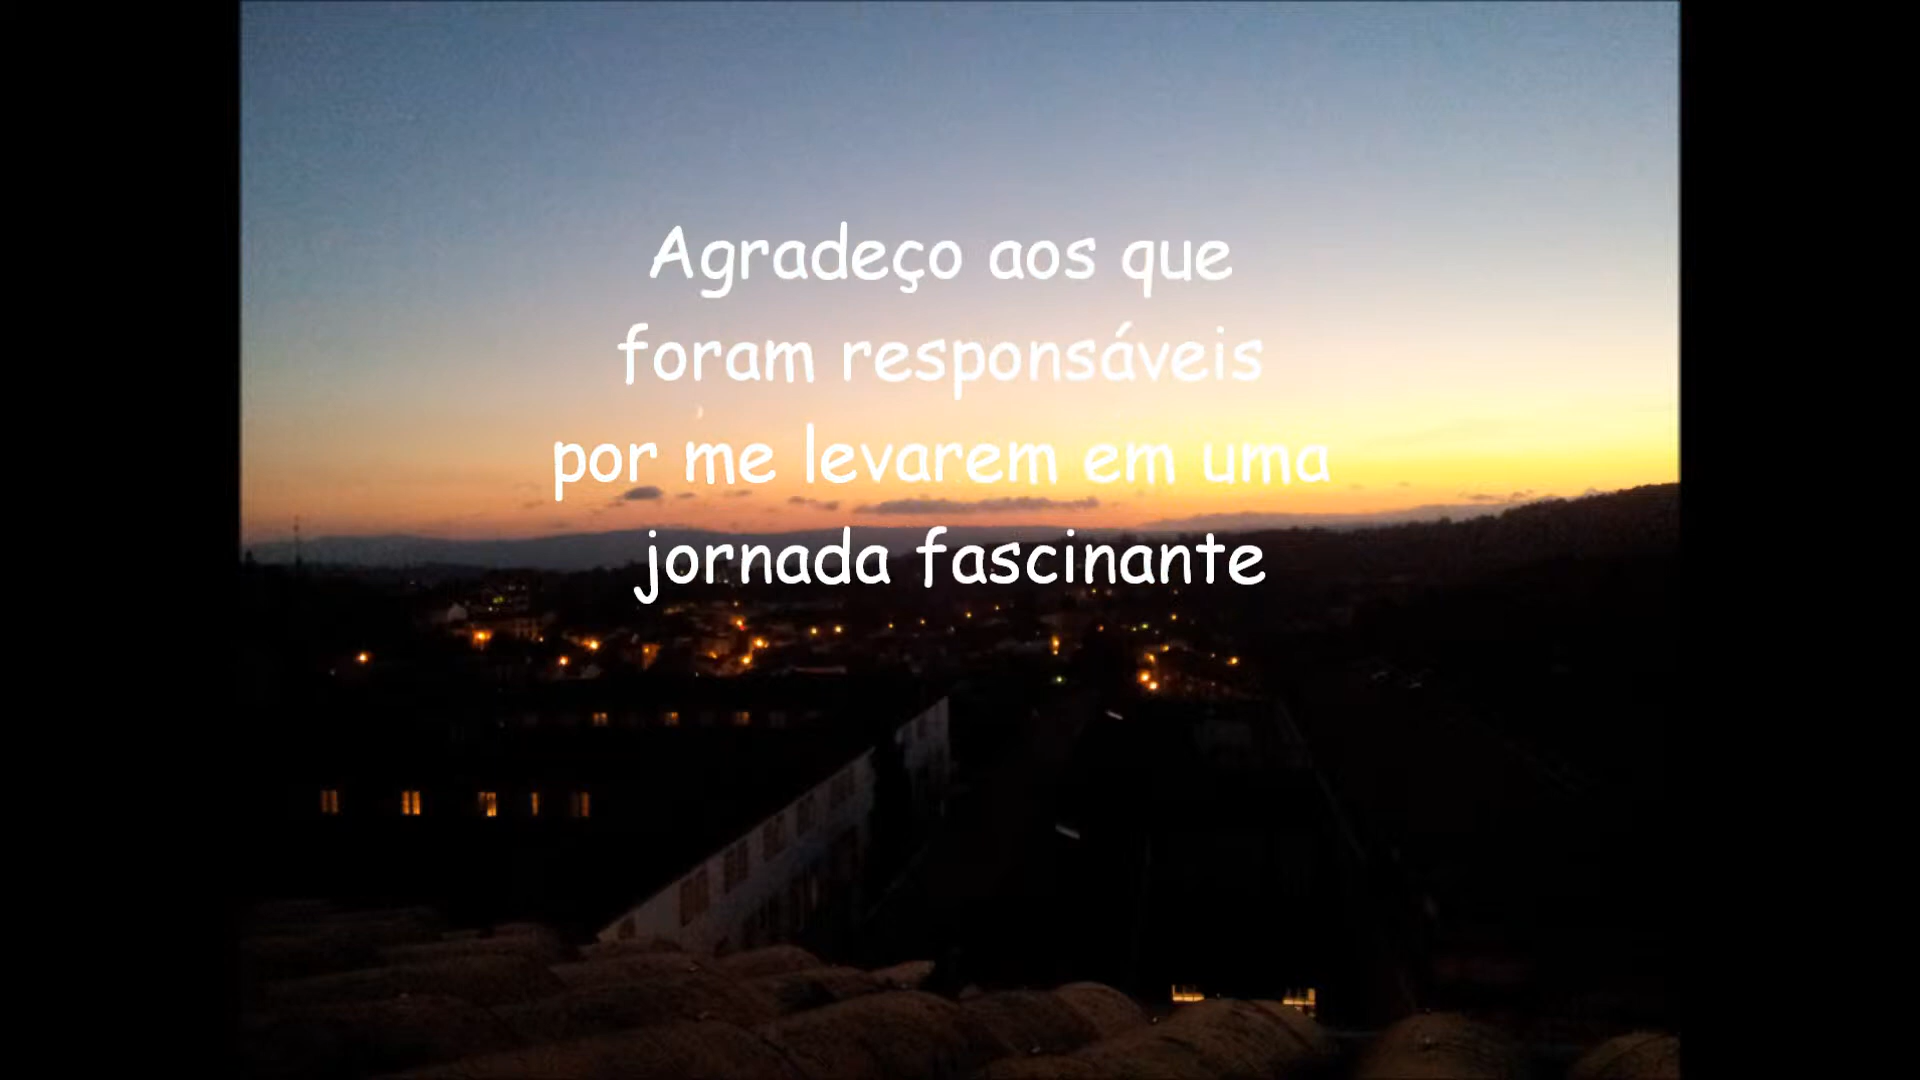 Agradeço aos que
foram responsáveis
por me levarem em uma
jornada fascinante